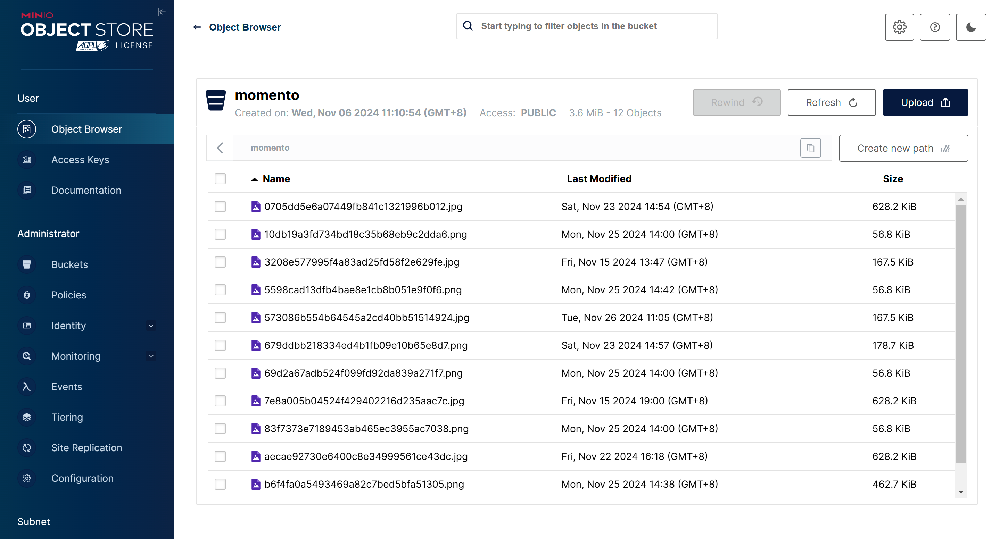 MINIO
OBJECT STORE
AGPL v3 Free Software LICENSE
User
Object Browser
Access Keys
Documentation
Administrator
Buckets
Policies
Identity
Monitoring
Events
Tiering
Site Replication
Configuration
Subnet
Object Browser
Start typing to filter objects in the bucket
momento
Created on: Wed, Nov 06 2024 11:10:54 (GMT+8) Access: PUBLIC 3.6 MiB - 12 Objects
Rewind Refresh Upload
momento
Create new path
Name Last Modified Size
0705dd5e6a07449fb841c1321996b012.jpg Sat, Nov 23 2024 14:54 (GMT+8) 628.2 KiB
10db19a3fd734bd18c35b68eb9c2dda6.png Mon, Nov 25 2024 14:00 (GMT+8) 56.8 KiB
3208e577995f4a83ad25fd58f2e629fe.jpg Fri, Nov 15 2024 13:47 (GMT+8) 167.5 KiB
5598cad13dfb4bae8e1cb8b051e9f0f6.png Mon, Nov 25 2024 14:42 (GMT+8) 56.8 KiB
573086b554b64545a2cd40bb51514924.jpg Tue, Nov 26 2024 11:05 (GMT+8) 167.5 KiB
679ddbb218334ed4b1fb09e10b65e8d7.png Sat, Nov 23 2024 14:57 (GMT+8) 178.7 KiB
69d2a67adb524f099fd92da839a271f7.png Mon, Nov 25 2024 14:00 (GMT+8) 56.8 KiB
7e8a005b04524f429402216d235aac7c.jpg Fri, Nov 15 2024 19:00 (GMT+8) 628.2 KiB
83f7373e7189453ab465ec3955ac7038.png Mon, Nov 25 2024 14:00 (GMT+8) 56.8 KiB
aecae92730e6400c8e34999561ce43dc.jpg Fri, Nov 22 2024 16:18 (GMT+8) 628.2 KiB
b6f4fa0a5493469a82c7bed5bfa51305.png Mon, Nov 25 2024 14:38 (GMT+8) 462.7 KiB